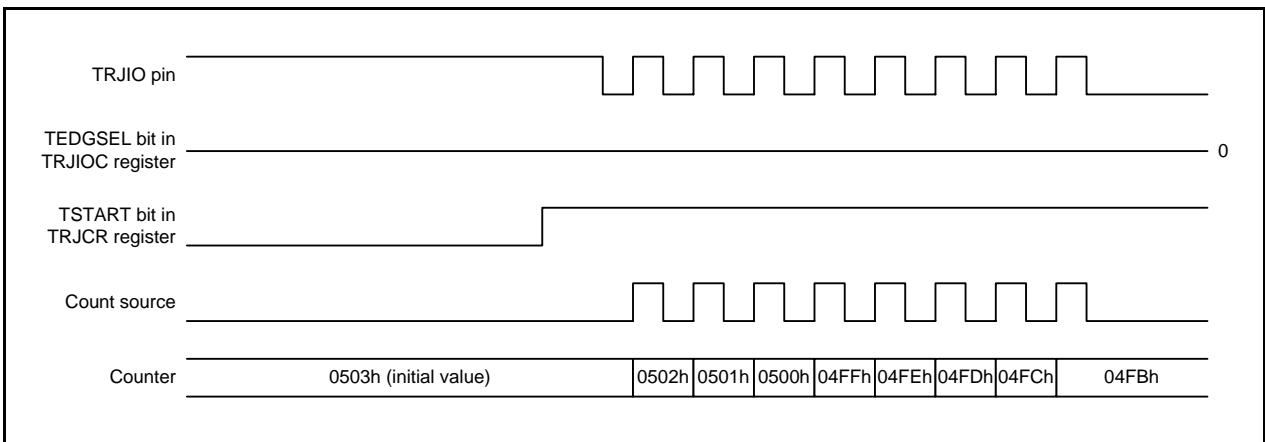 TRJIO pin
TEDGSEL bit in
TRJIOC register
0
TSTART bit in
TRJCR register
Count source
Counter
0503h (initial value)
0502h
0501h
0500h
04FFh
04FEh
04FDh
04FCh
04FBh